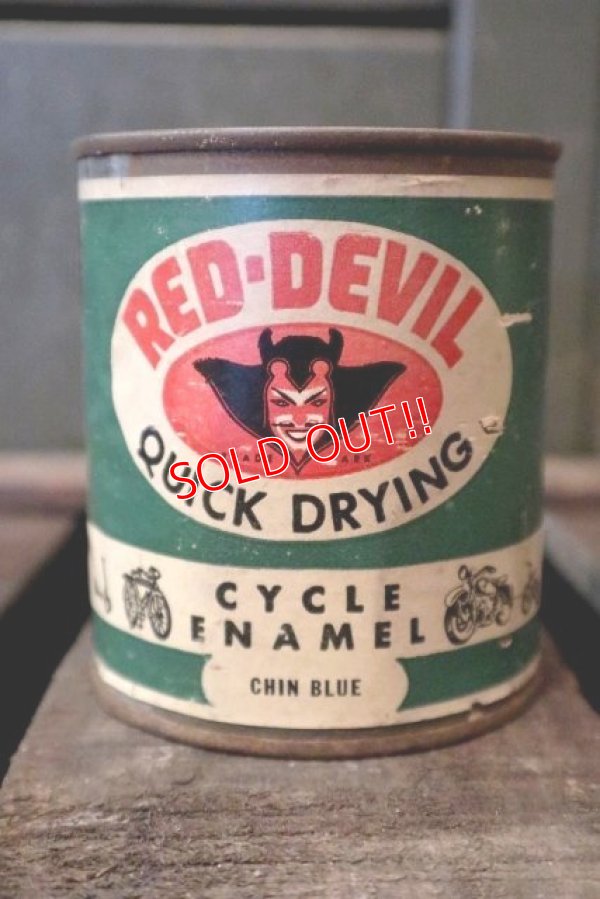 RED-DEVIL
SOLD OUT!!
QUICK DRYING
CYCLE
ENAMEL
CHIN BLUE